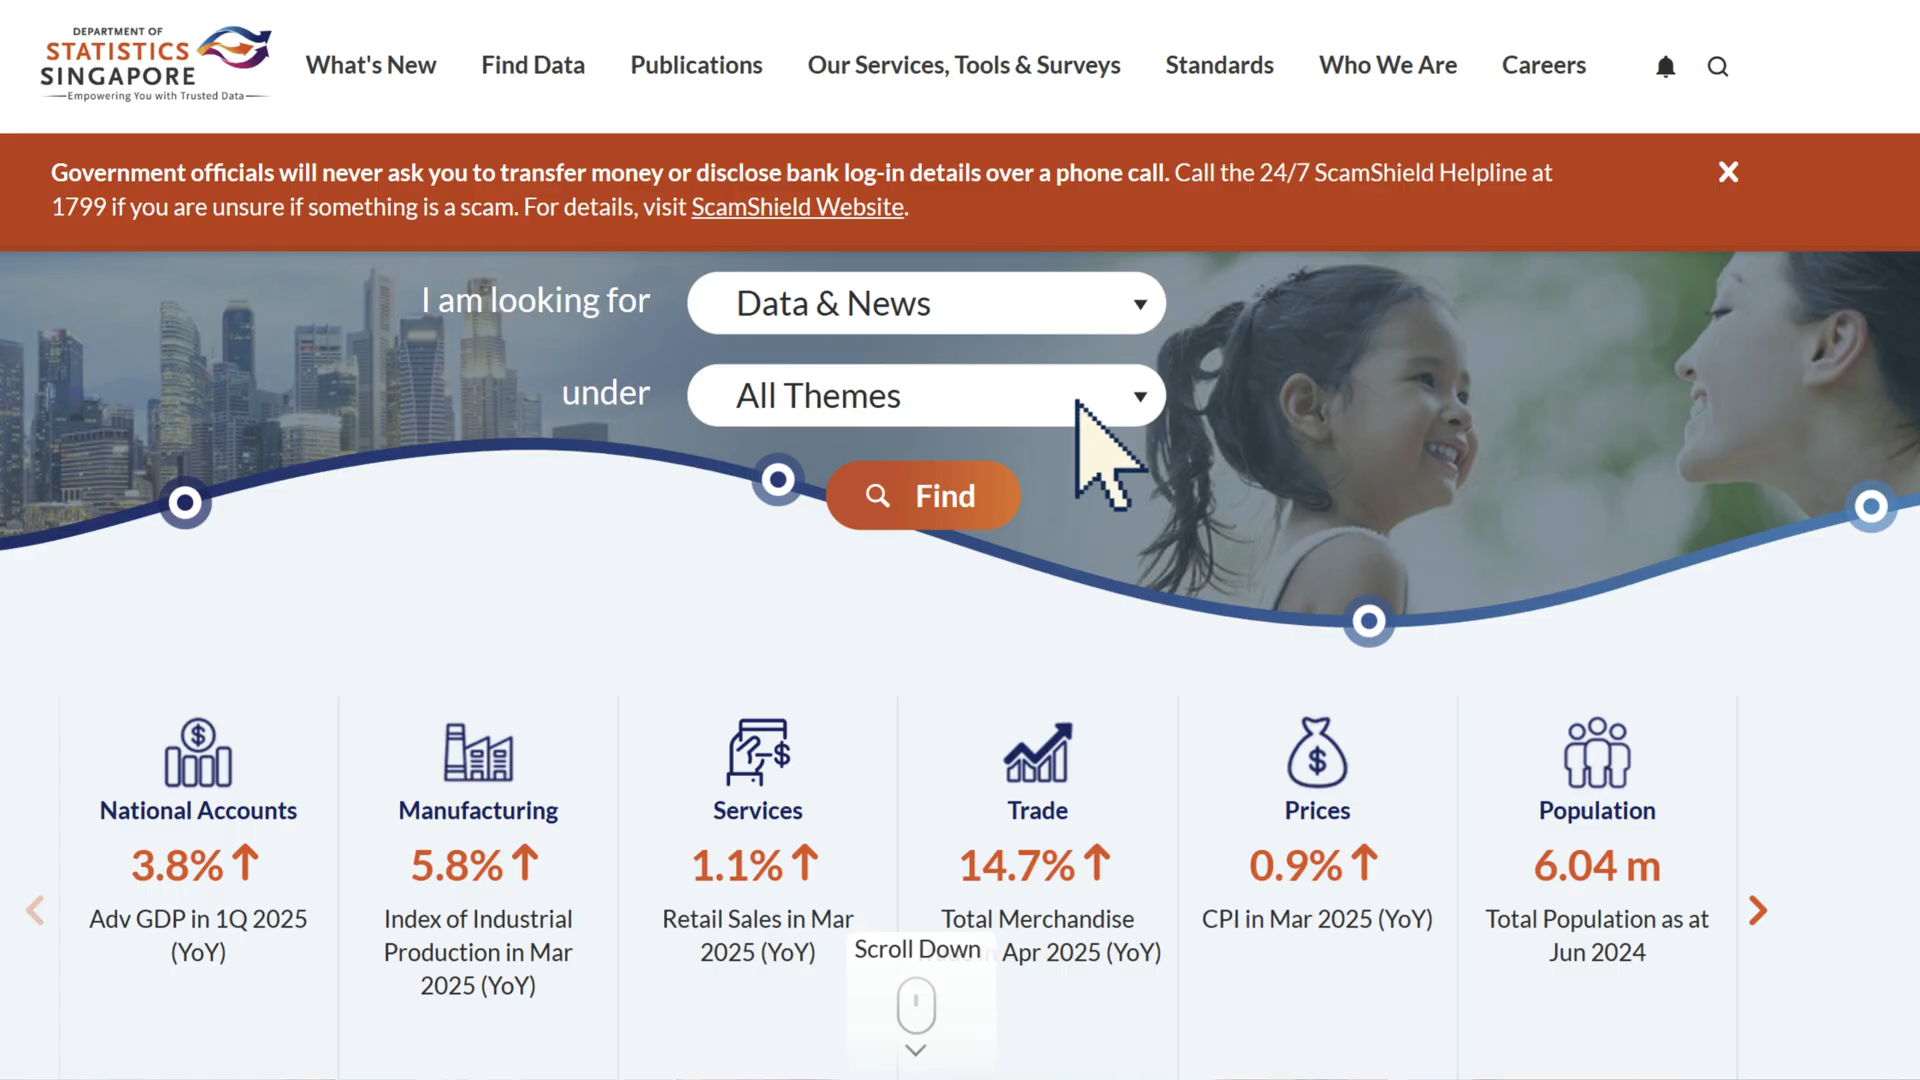 DEPARTMENT OF
STATISTICS
SINGAPORE
Empowering You with Trusted Data
What's New
Find Data
Publications
Our Services, Tools & Surveys
Standards
Who We Are
Careers
Government officials will never ask you to transfer money or disclose bank log-in details over a phone call. Call the 24/7 ScamShield Helpline at
1799 if you are unsure if something is a scam. For details, visit ScamShield Website.
I am looking for
Data & News
under
All Themes
Find
National Accounts
3.8%
Adv GDP in 1Q 2025
(YoY)
Manufacturing
5.8%
Index of Industrial
Production in Mar
2025 (YoY)
Services
1.1%
Retail Sales in Mar
2025 (YoY)
Trade
14.7%
Total Merchandise
Apr 2025 (YoY)
Prices
0.9%
CPI in Mar 2025 (YoY)
Population
6.04 m
Total Population as at
Jun 2024
Scroll Down